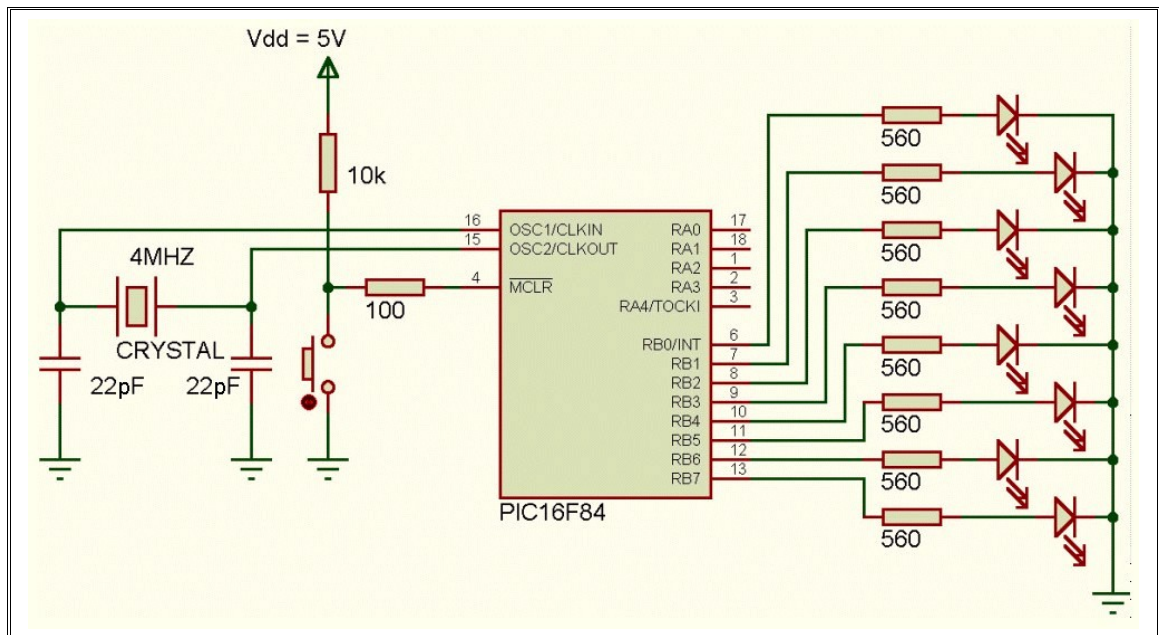 Vdd = 5V
10k
4MHZ
CRYSTAL
22pF
22pF
100
16
15
4
OSC1/CLKIN
OSC2/CLKOUT
MCLR
RA0
RA1
RA2
RA3
RA4/TOCKI
RB0/INT
RB1
RB2
RB3
RB4
RB5
RB6
RB7
17
18
1
2
3
6
7
8
9
10
11
12
13
PIC16F84
560
560
560
560
560
560
560
560